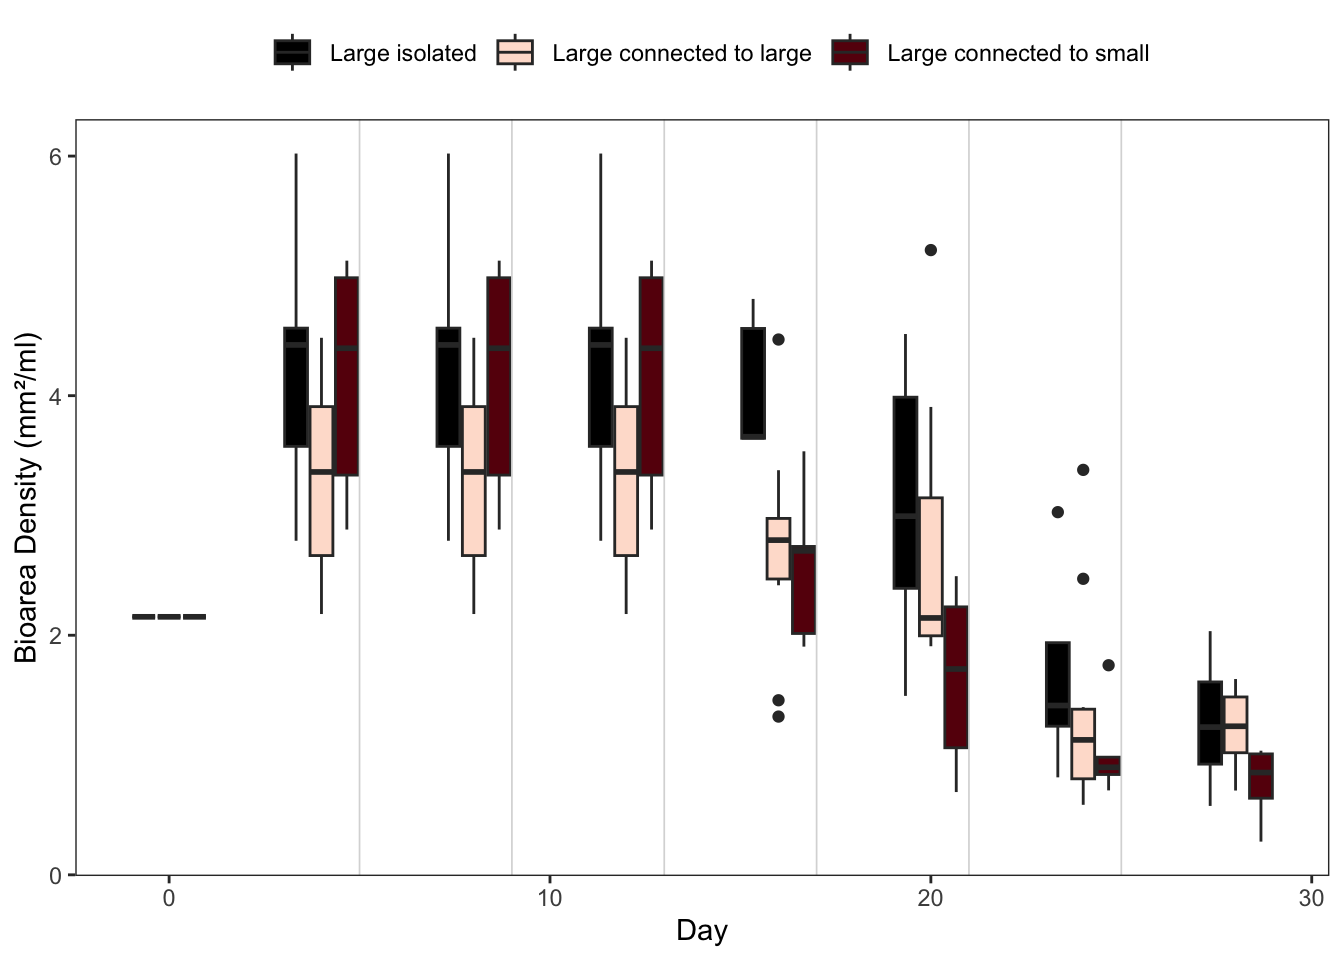 Large isolated Large connected to large Large connected to small
Bioarea Density (mm²/ml)
6
4
2
0
0 10 20 30
Day